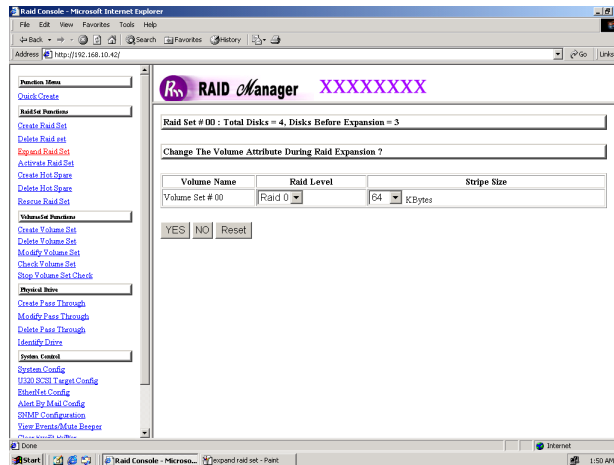 Raid Console - Microsoft Internet Explorer
File Edit View Favorites Tools Help
Back Search Favorites History
Address http://192.168.10.42/ Go Links
Function Menu
Quick Create
RaidSet Functions
Create Raid Set
Delete Raid set
Expand Raid Set
Activate Raid Set
Create Hot Spare
Delete Hot Spare
Rescue Raid Set
VolumeSet Functions
Create Volume Set
Delete Volume Set
Modify Volume Set
Check Volume Set
Stop Volume Set Check
Physical Drive
Create Pass Through
Modify Pass Through
Delete Pass Through
Identify Drive
System Control
System Config
U320 SCSI Target Config
EtherNet Config
Alert By Mail Config
SNMP Configuration
View Events/Mute Beeper
RM RAID Manager XXXXXXXX
Raid Set # 00 : Total Disks = 4, Disks Before Expansion = 3
Change The Volume Attribute During Raid Expansion ?
Volume Name Raid Level Stripe Size
Volume Set # 00 Raid 0 64 KBytes
YES NO Reset
Done Internet
Start Raid Console - Microso... expand raid set - Paint 1:50 AM